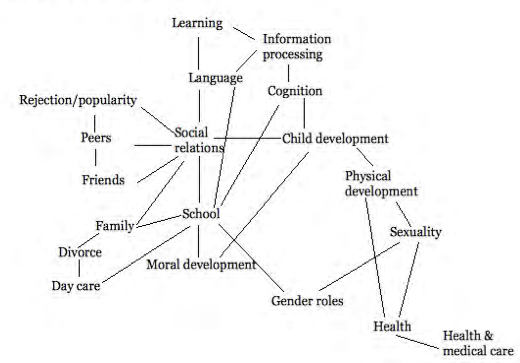 Learning
Information
processing
Language
Cognition
Rejection/popularity
Peers
Social
relations
Child development
Friends
Physical
development
School
Family
Sexuality
Divorce
Moral development
Day care
Gender roles
Health
Health &
medical care